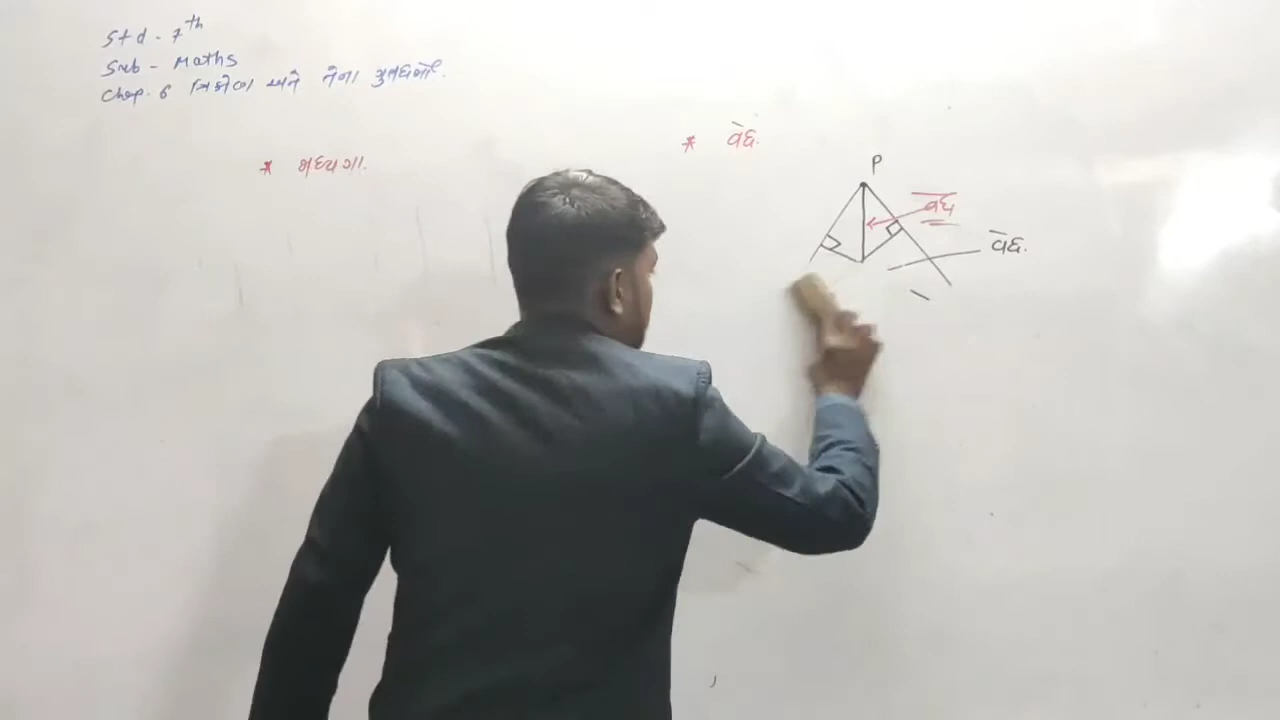 Std - 7th
Sub - Maths
Chap. 6 ત્રિકોણ અને તેના ગુણધર્મો.
* મધ્યગા.
* વેધ.
P
વેધ
વેધ.